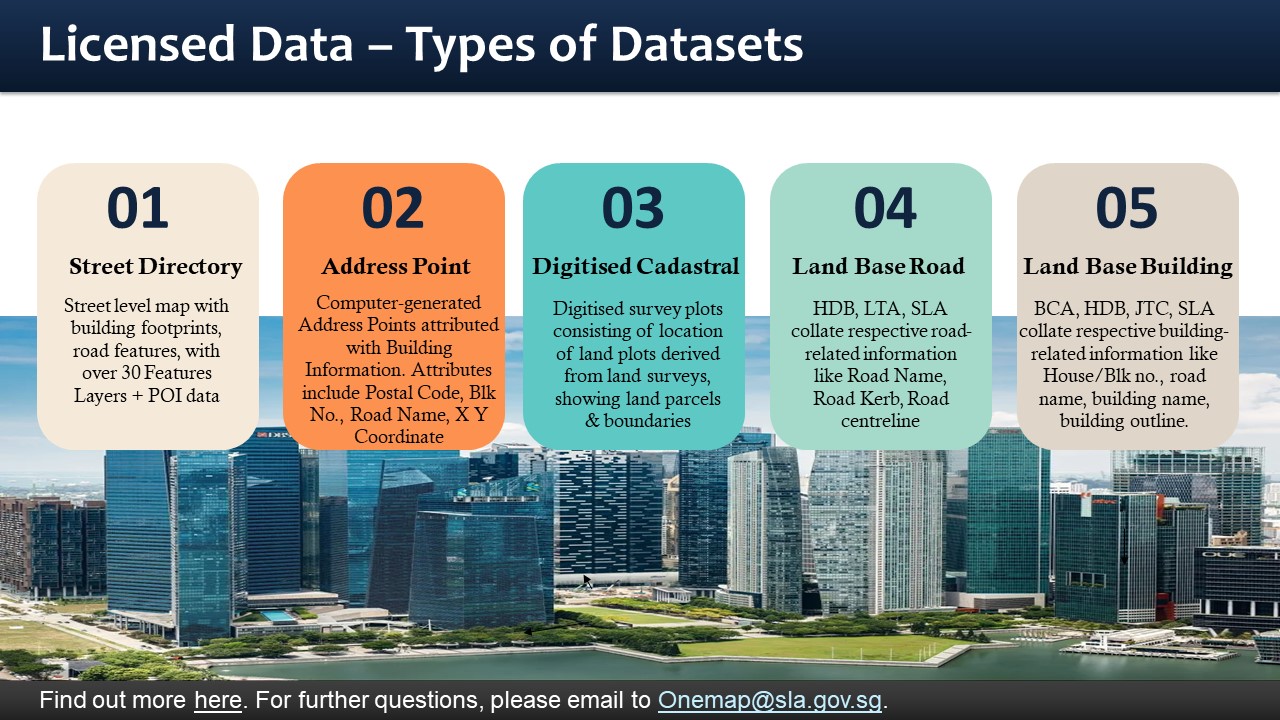 Licensed Data – Types of Datasets
01
Street Directory
Street level map with
building footprints,
road features, with
over 30 Features
Layers + POI data
02
Address Point
Computer-generated
Address Points attributed
with Building
Information. Attributes
include Postal Code, Blk
No., Road Name, X Y
Coordinate
03
Digitised Cadastral
Digitised survey plots
consisting of location
of land plots derived
from land surveys,
showing land parcels
& boundaries
04
Land Base Road
HDB, LTA, SLA
collate respective road-
related information
like Road Name,
Road Kerb, Road
centreline
05
Land Base Building
BCA, HDB, JTC, SLA
collate respective building-
related information like
House/Blk no., road
name, building name,
building outline.
Find out more here. For further questions, please email to Onemap@sla.gov.sg.